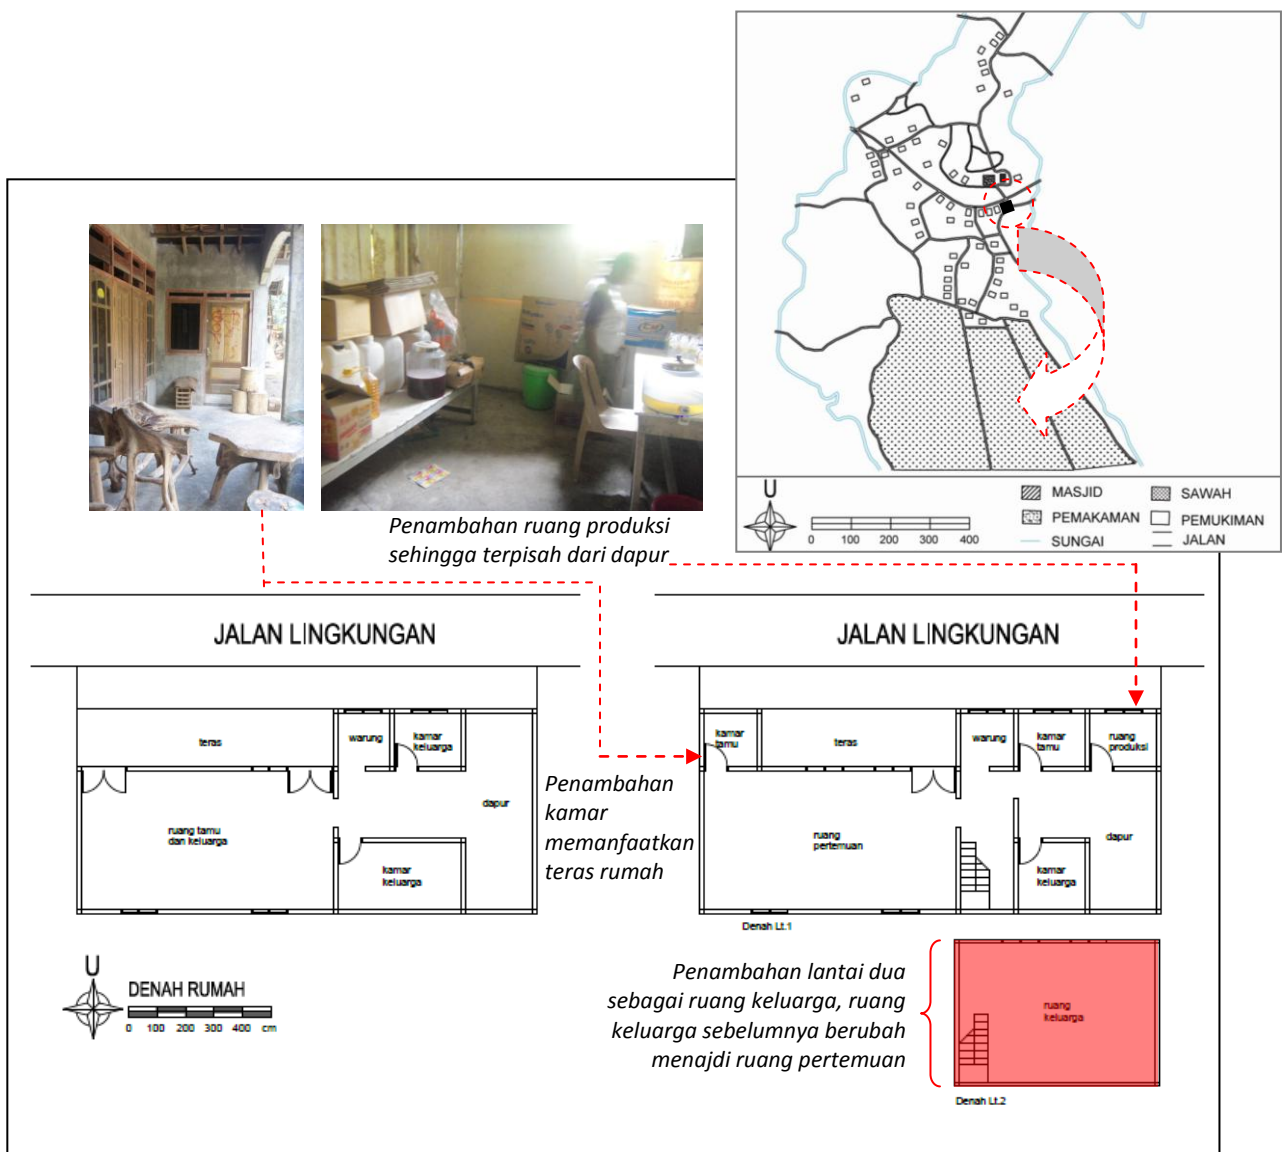 U
0 100 200 300 400
MASJID
PEMAKAMAN
SUNGAI
SAWAH
PEMUKIMAN
JALAN
Penambahan ruang produksi
sehingga terpisah dari dapur
JALAN LINGKUNGAN
teras
warung
kamar
keluarga
dapur
ruang tamu
dan keluarga
kamar
keluarga
Penambahan
kamar
memanfaatkan
teras rumah
JALAN LINGKUNGAN
kamar
tamu
teras
warung
kamar
tamu
ruang
produksi
ruang
pertemuan
dapur
kamar
keluarga
Denah Lt.1
U
DENAH RUMAH
0 100 200 300 400 cm
Penambahan lantai dua
sebagai ruang keluarga, ruang
keluarga sebelumnya berubah
menajdi ruang pertemuan
ruang
keluarga
Denah Lt.2